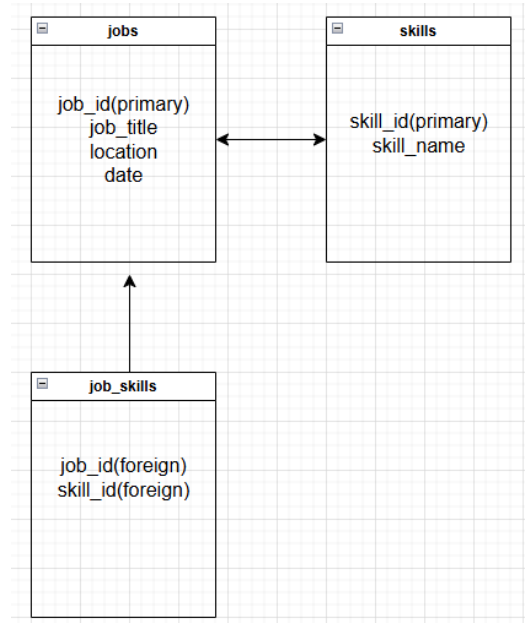 jobs
job_id(primary)
job_title
location
date
skills
skill_id(primary)
skill_name
job_skills
job_id(foreign)
skill_id(foreign)